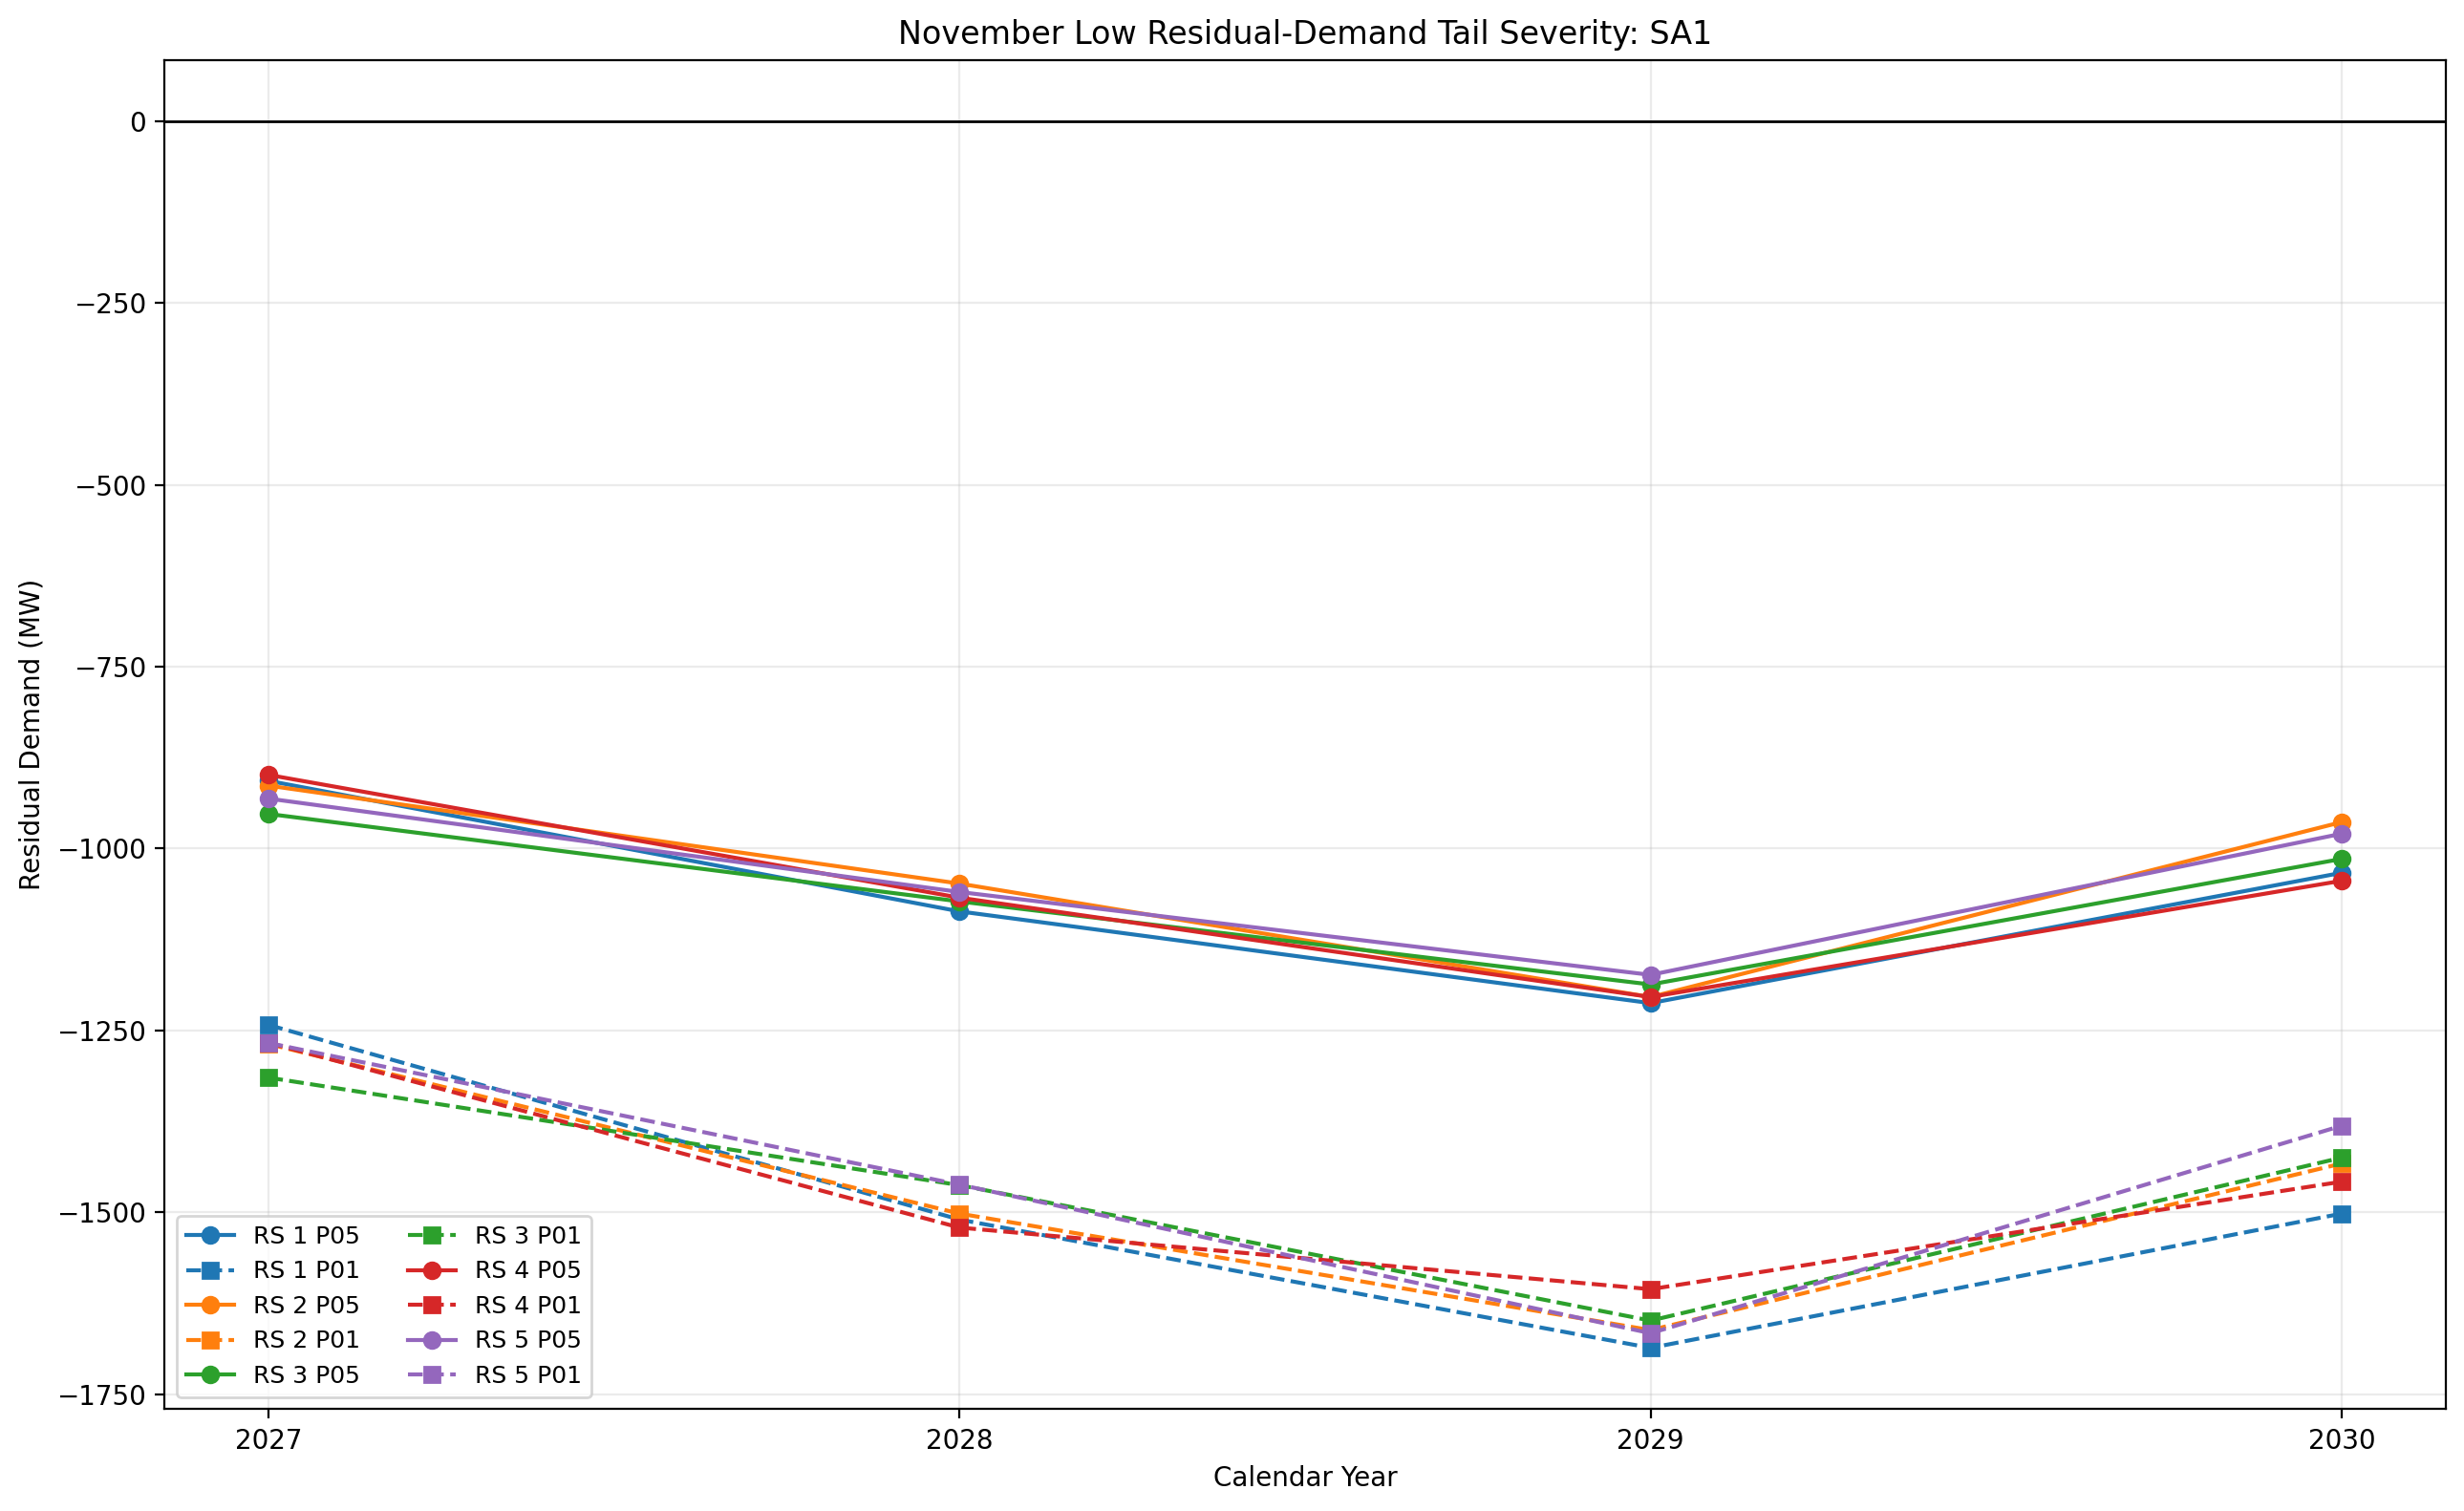 November Low Residual-Demand Tail Severity: SA1
Residual Demand (MW)
0
−250
−500
−750
−1000
−1250
−1500
−1750
RS 1 P05
RS 1 P01
RS 2 P05
RS 2 P01
RS 3 P05
RS 3 P01
RS 4 P05
RS 4 P01
RS 5 P05
RS 5 P01
2027
2028
2029
2030
Calendar Year